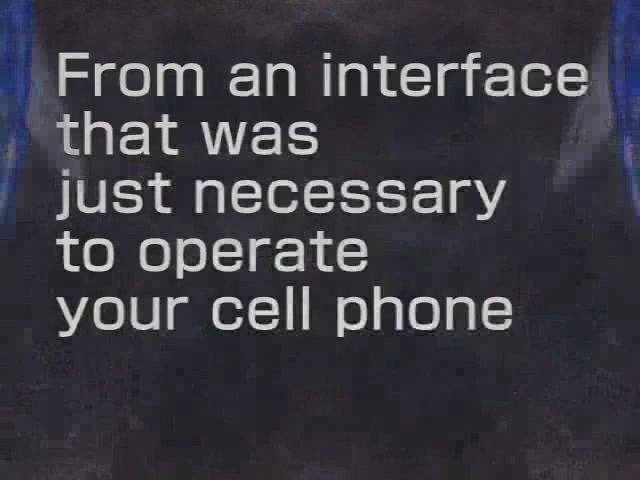 From an interface
that was
just necessary
to operate
your cell phone